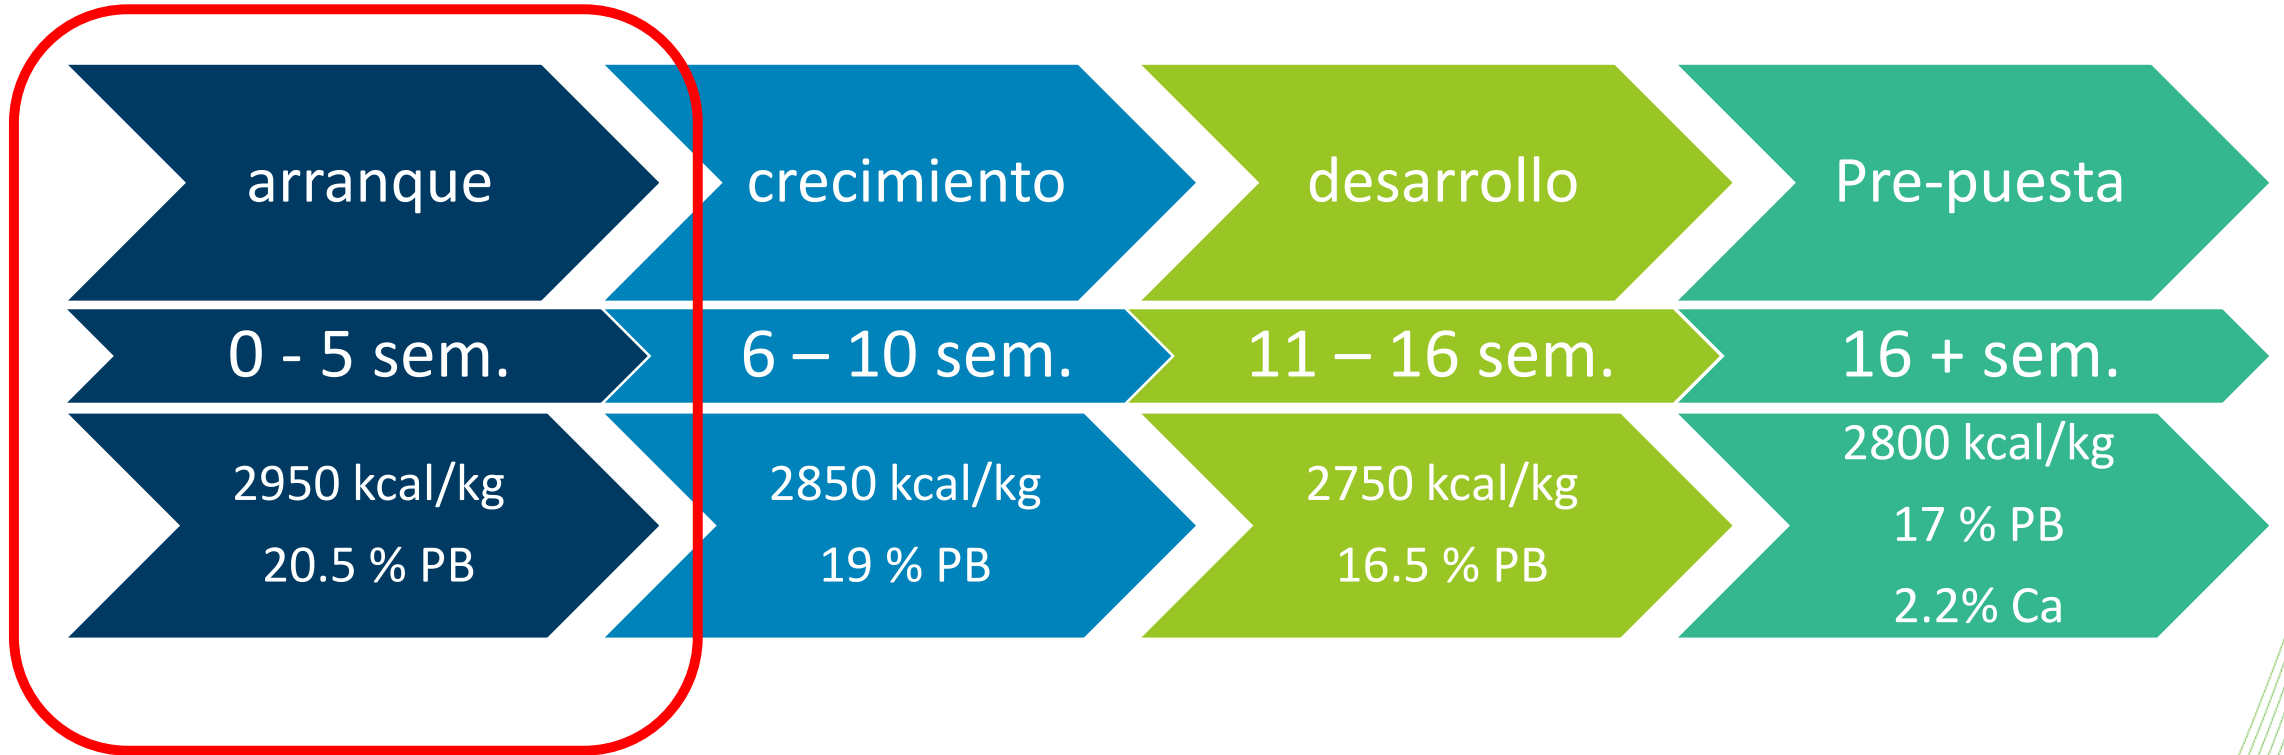 arranque
crecimiento
desarrollo
Pre-puesta
0 - 5 sem.
6 – 10 sem.
11 – 16 sem.
16 + sem.
2950 kcal/kg
20.5 % PB
2850 kcal/kg
19 % PB
2750 kcal/kg
16.5 % PB
2800 kcal/kg
17 % PB
2.2% Ca